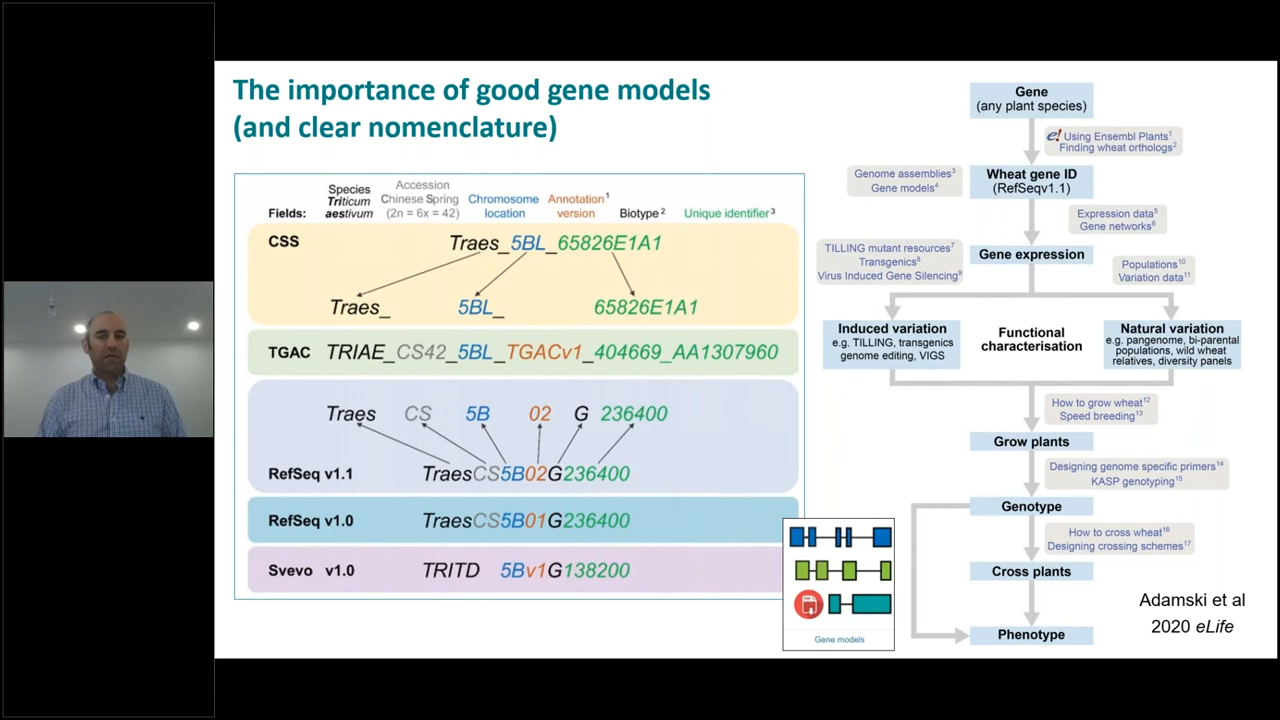 The importance of good gene models
(and clear nomenclature)
Fields:
Species
Triticum
aestivum
Accession
Chinese Spring
(2n = 6x = 42)
Chromosome
location
Annotation¹
version
Biotype²
Unique identifier³
CSS
Traes_5BL_65826E1A1
Traes_ 5BL_ 65826E1A1
TGAC TRIAE_CS42_5BL_TGACv1_404669_AA1307960
Traes CS 5B 02 G 236400
RefSeq v1.1 TraesCS5B02G236400
RefSeq v1.0 TraesCS5B01G236400
Svevo v1.0 TRITD 5Bv1G138200
PDF
Gene models
Gene
(any plant species)
e! Using Ensembl Plants¹
Finding wheat orthologs²
Genome assemblies³
Gene models⁴
Wheat gene ID
(RefSeqv1.1)
Expression data⁵
Gene networks⁶
Gene expression
TILLING mutant resources⁷
Transgenics⁸
Virus Induced Gene Silencing⁹
Populations¹⁰
Variation data¹¹
Induced variation
e.g. TILLING, transgenics
genome editing, VIGS
Functional
characterisation
Natural variation
e.g. pangenome, bi-parental
populations, wild wheat
relatives, diversity panels
How to grow wheat¹²
Speed breeding¹³
Grow plants
Designing genome specific primers¹⁴
KASP genotyping¹⁵
Genotype
How to cross wheat¹⁶
Designing crossing schemes¹⁷
Cross plants
Phenotype
Adamski et al
2020 eLife